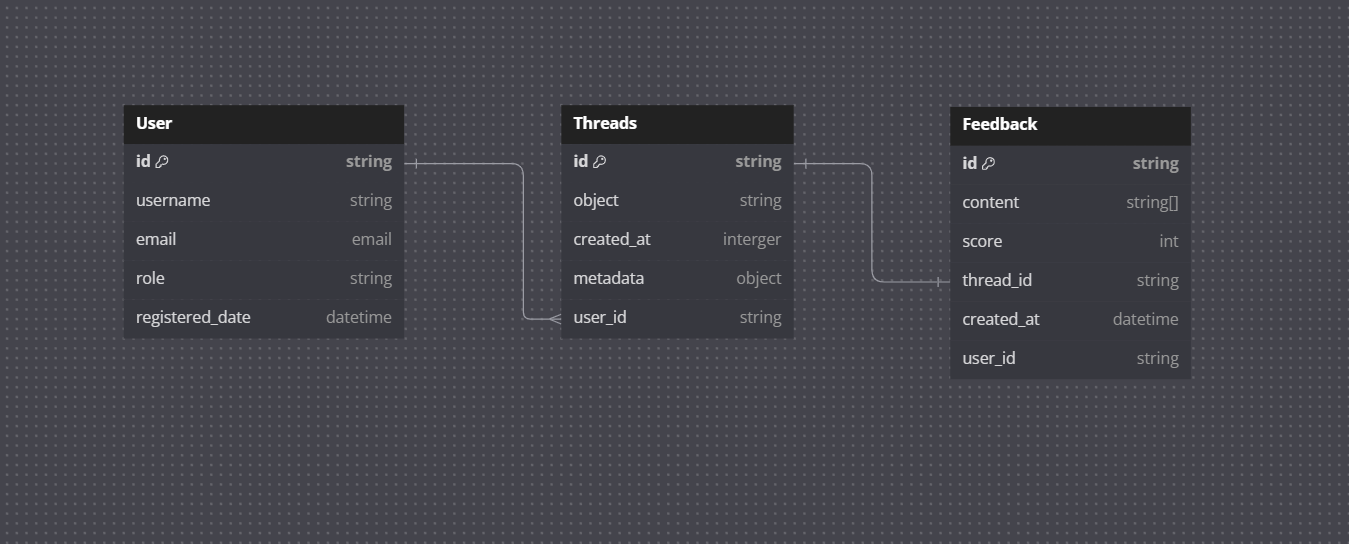 User
id string
username string
email email
role string
registered_date datetime
Threads
id string
object string
created_at interger
metadata object
user_id string
Feedback
id string
content string[]
score int
thread_id string
created_at datetime
user_id string